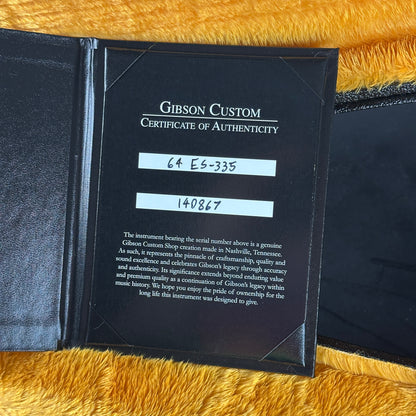 GIBSON CUSTOM
CERTIFICATE OF AUTHENTICITY
64 ES-335
140867
The instrument bearing the serial number above is a genuine
Gibson Custom Shop creation made in Nashville, Tennessee.
As such, it represents the pinnacle of craftsmanship, quality and
sound excellence and celebrates Gibson's legacy through accuracy
and authenticity. Its significance extends beyond enduring value
and premium quality as a continuation of Gibson's legacy within
music history. We hope you enjoy the pride of ownership for the
long life this instrument was designed to give.